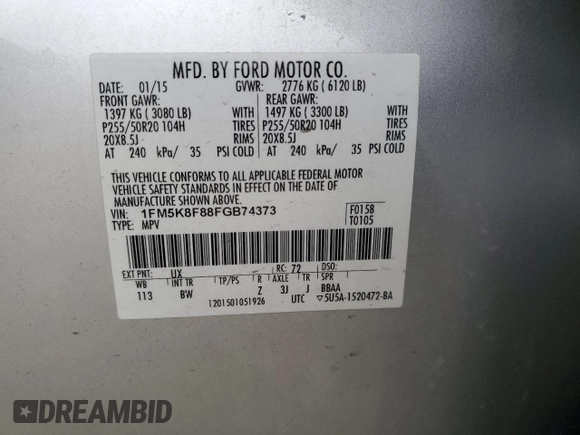 MFD. BY FORD MOTOR CO.
DATE: 01/15 GVWR: 2776 KG ( 6120 LB)
FRONT GAWR: REAR GAWR:
1397 KG ( 3080 LB) WITH 1497 KG ( 3300 LB) WITH
P255/50R20 104H TIRES P255/50R20 104H TIRES
20X8.5J RIMS 20X8.5J RIMS
AT 240 kPa/ 35 PSI COLD AT 240 kPa/ 35 PSI COLD
THIS VEHICLE CONFORMS TO ALL APPLICABLE FEDERAL MOTOR
VEHICLE SAFETY STANDARDS IN EFFECT ON THE DATE OF
MANUFACTURE SHOWN ABOVE.
VIN: 1FM5K8F88FGB74373 F0158
TYPE: MPV T0105
EXT PNT: UX RC: 72 DSO:
WB INT TR TP/PS R AXLE TR SPR
113 BW Z 3J J BBAA
1201501051926 UTC ▽5U5A-1520472-BA
DREAMBID